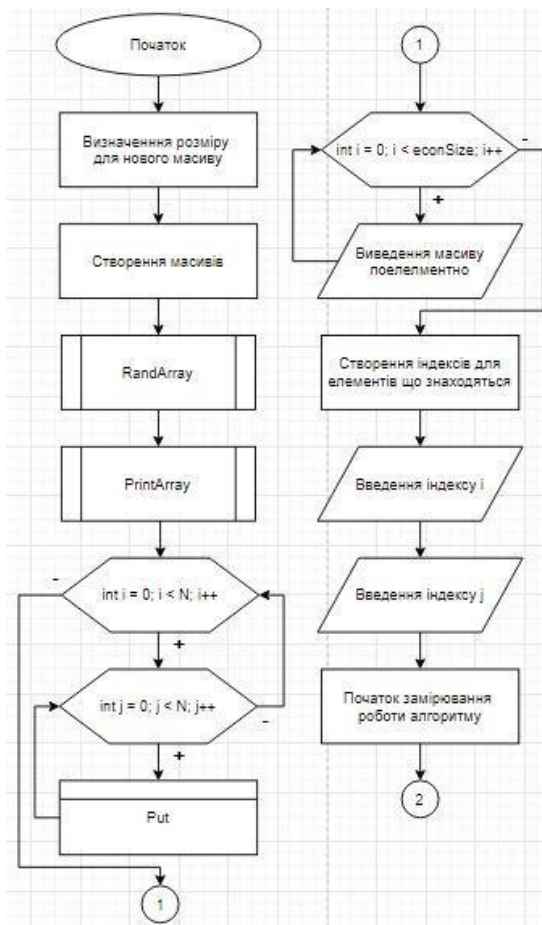 Початок
Визначенння розміру
для нового масиву
Створення масивів
RandArray
PrintArray
-
int i = 0; i < N; i++
+
int j = 0; j < N; j++
-
+
Put
1
1
int i = 0; i < econSize; i++
-
+
Виведення масиву
поелелментно
Створення індексів для
елементів що знаходяться
Введення індексу i
Введення індексу j
Початок замірювання
роботи алгоритму
2